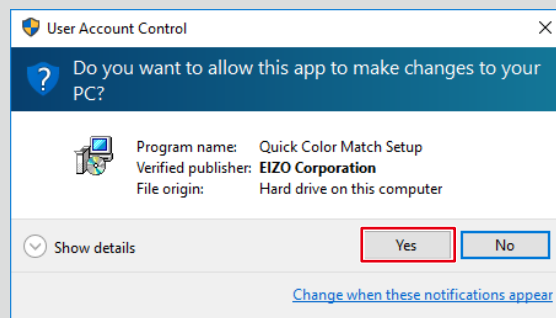 User Account Control
Do you want to allow this app to make changes to your
PC?
Program name: Quick Color Match Setup
Verified publisher: EIZO Corporation
File origin: Hard drive on this computer
Show details
Yes
No
Change when these notifications appear